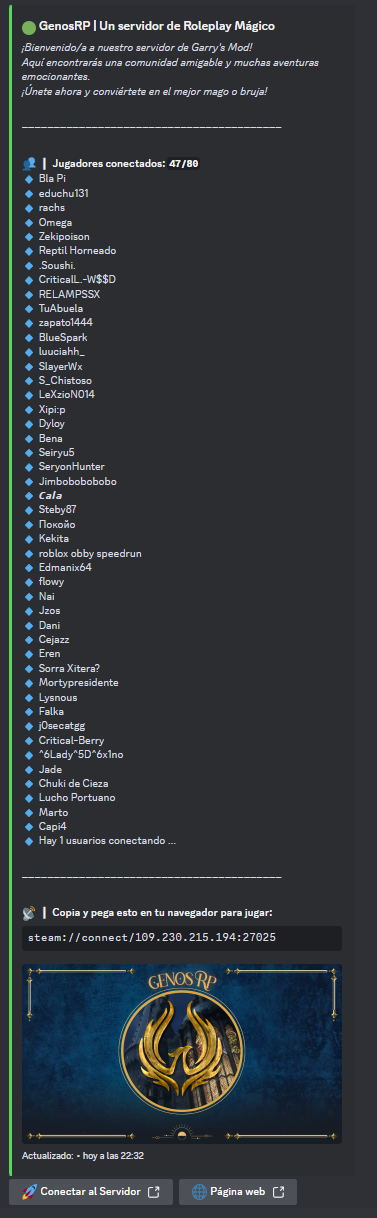 GenosRP | Un servidor de Roleplay Mágico
¡Bienvenido/a a nuestro servidor de Garry's Mod!
Aquí encontrarás una comunidad amigable y muchas aventuras
emocionantes.
¡Únete ahora y conviértete en el mejor mago o bruja!
| Jugadores conectados: 47/80
Bla Pi
educhu131
rachs
Omega
Zekipoison
Reptil Horneado
.Soushi.
CriticalL.-W$$D
RELAMPSSX
TuAbuela
zapato1444
BlueSpark
luuciahh_
SlayerWx
S_Chistoso
LeXzioN014
Xipi:p
Dyloy
Bena
Seiryu5
SeryonHunter
Jimbobobobobo
Cala
Steby87
Покойо
Kekita
roblox obby speedrun
Edmanix64
flowy
Nai
Jzos
Dani
Cejazz
Eren
Sorra Xitera?
Mortypresidente
Lysnous
Falka
j0secatgg
Critical-Berry
^6Lady^5D^6x1no
Jade
Chuki de Cieza
Lucho Portuano
Marto
Capi4
Hay 1 usuarios conectando ...
| Copia y pega esto en tu navegador para jugar:
steam://connect/109.230.215.194:27025
GENOS RP
Actualizado: • hoy a las 22:32
Conectar al Servidor
Página web